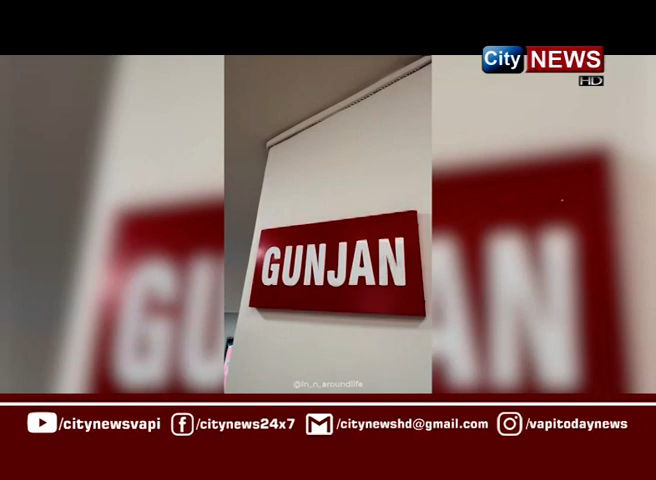 City NEWS
HD
GUNJAN
@in_n_aroundlife
/citynewsvapi /citynews24x7 /citynewshd@gmail.com /vapitodaynews